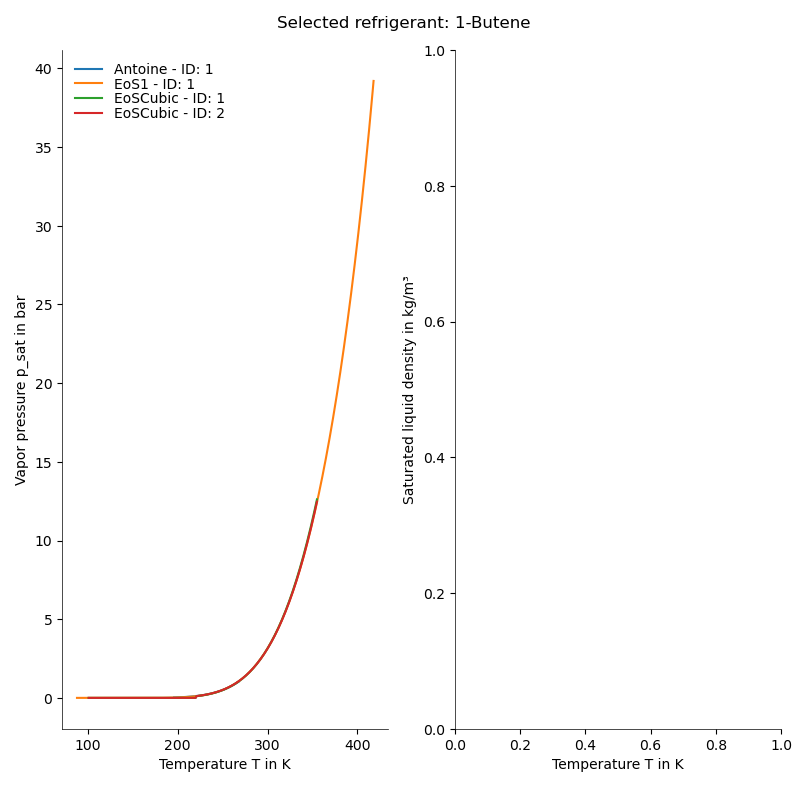 Selected refrigerant: 1-Butene
Antoine - ID: 1
EoS1 - ID: 1
EoSCubic - ID: 1
EoSCubic - ID: 2
Vapor pressure p_sat in bar
40
35
30
25
20
15
10
5
0
100 200 300 400
Temperature T in K
Saturated liquid density in kg/m³
1.0
0.8
0.6
0.4
0.2
0.0
0.0 0.2 0.4 0.6 0.8 1.0
Temperature T in K